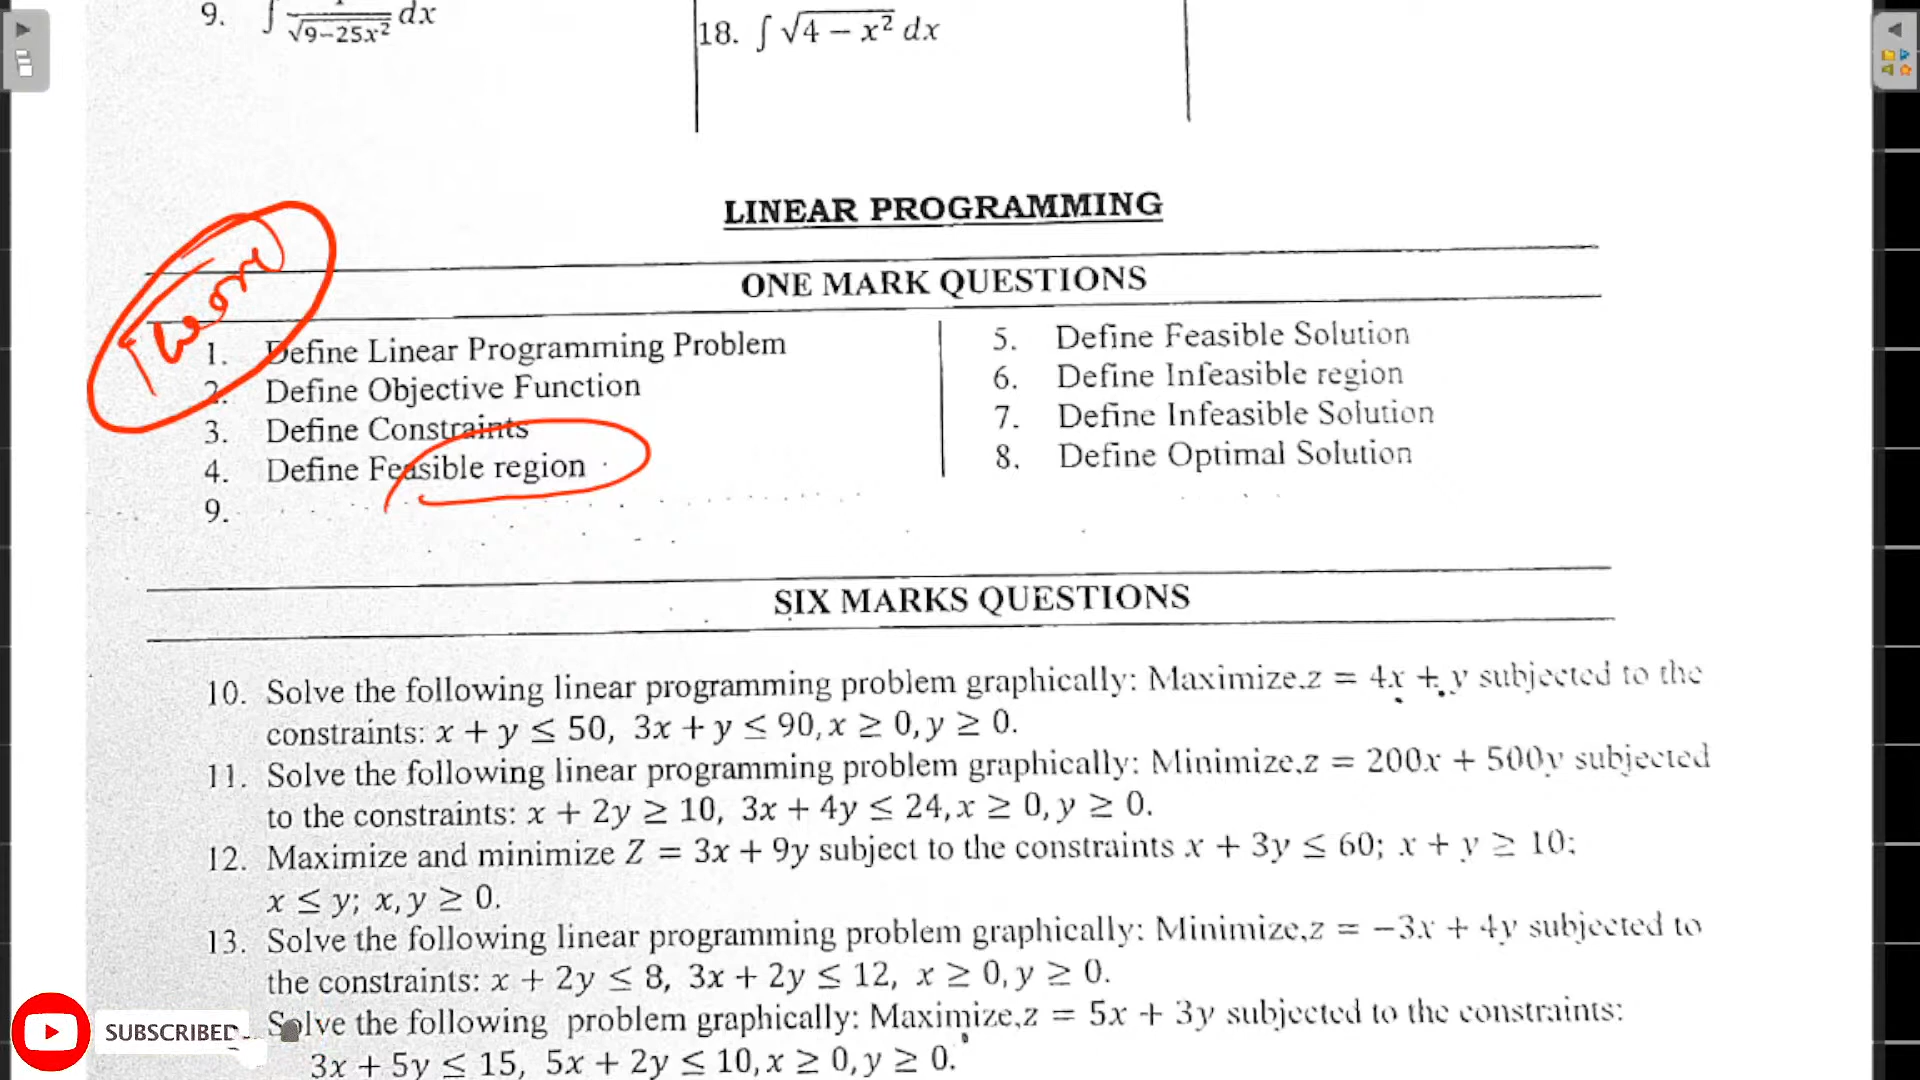 9. ∫ 1/√9−25x² dx
18. ∫ √4 − x² dx
LINEAR PROGRAMMING
ONE MARK QUESTIONS
1. Define Linear Programming Problem
2. Define Objective Function
3. Define Constraints
4. Define Feasible region
9.
5. Define Feasible Solution
6. Define Infeasible region
7. Define Infeasible Solution
8. Define Optimal Solution
SIX MARKS QUESTIONS
10. Solve the following linear programming problem graphically: Maximize,z = 4x + y subjected to the
constraints: x + y ≤ 50, 3x + y ≤ 90, x ≥ 0, y ≥ 0.
11. Solve the following linear programming problem graphically: Minimize,z = 200x + 500y subjected
to the constraints: x + 2y ≥ 10, 3x + 4y ≤ 24, x ≥ 0, y ≥ 0.
12. Maximize and minimize Z = 3x + 9y subject to the constraints x + 3y ≤ 60; x + y ≥ 10;
x ≤ y; x, y ≥ 0.
13. Solve the following linear programming problem graphically: Minimize,z = −3x + 4y subjected to
the constraints: x + 2y ≤ 8, 3x + 2y ≤ 12, x ≥ 0, y ≥ 0.
Solve the following problem graphically: Maximize,z = 5x + 3y subjected to the constraints:
3x + 5y ≤ 15, 5x + 2y ≤ 10, x ≥ 0, y ≥ 0.
SUBSCRIBED